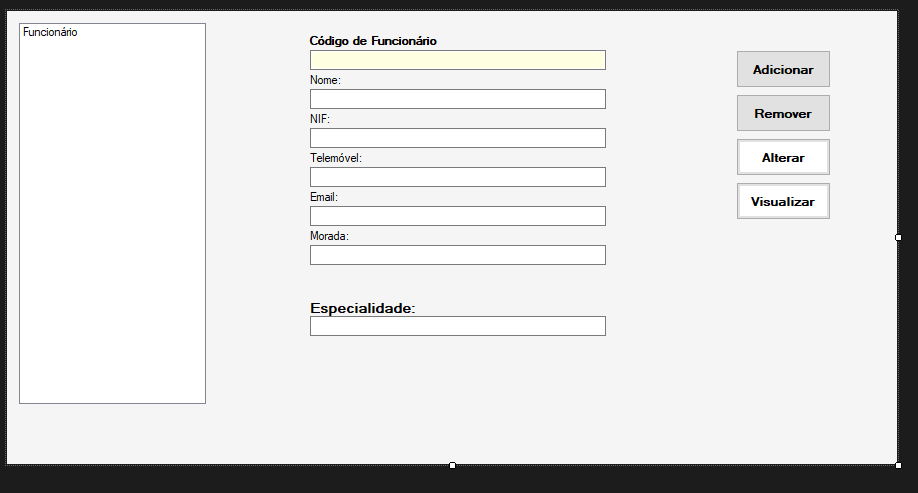 Funcionário
Código de Funcionário
Nome:
NIF:
Telemóvel:
Email:
Morada:
Especialidade:
Adicionar
Remover
Alterar
Visualizar